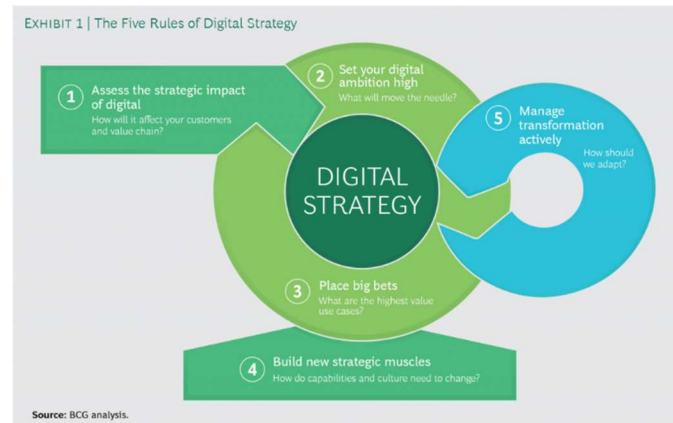 EXHIBIT 1 | The Five Rules of Digital Strategy
1
Assess the strategic impact
of digital
How will it affect your customers
and value chain?
2
Set your digital
ambition high
What will move the needle?
DIGITAL
STRATEGY
3
Place big bets
What are the highest value
use cases?
4
Build new strategic muscles
How do capabilities and culture need to change?
5
Manage
transformation
actively
How should
we adapt?
Source: BCG analysis.